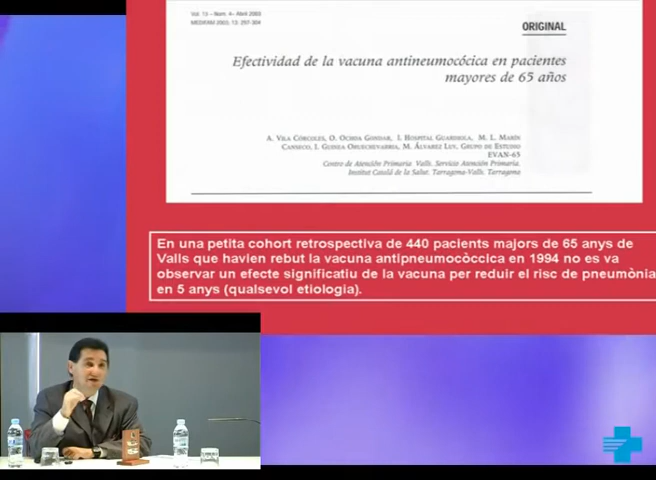 Vol. 13 – Num. 4 – Abril 2003
MEDIFAM 2003; 13: 297-304
ORIGINAL
Efectividad de la vacuna antineumocócica en pacientes
mayores de 65 años
A. Vila Córcoles, O. Ochoa Gondar, I. Hospital Guardiola, M. L. Marín
Canseco, I. Guinea Oruechevarria, M. Álvarez Luy, Grupo de Estudio
EVAN-65
Centro de Atención Primaria Valls. Servicio Atención Primaria.
Institut Català de la Salut. Tarragona-Valls. Tarragona
En una petita cohort retrospectiva de 440 pacients majors de 65 anys de
Valls que havien rebut la vacuna antipneumocòccica en 1994 no es va
observar un efecte significatiu de la vacuna per reduir el risc de pneumònia
en 5 anys (qualsevol etiologia).